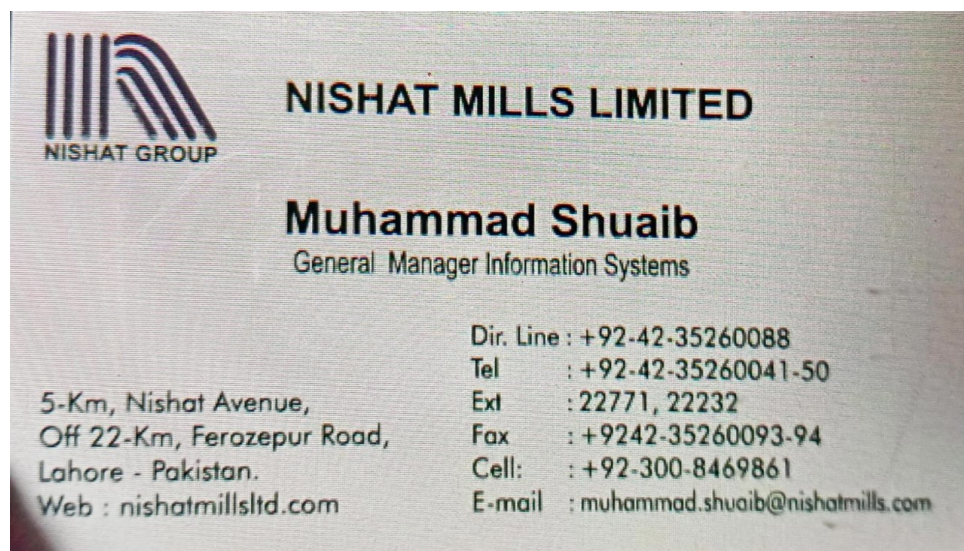 NISHAT GROUP
NISHAT MILLS LIMITED
Muhammad Shuaib
General Manager Information Systems
5-Km, Nishat Avenue,
Off 22-Km, Ferozepur Road,
Lahore - Pakistan.
Web : nishatmillsltd.com
Dir. Line : +92-42-35260088
Tel : +92-42-35260041-50
Ext : 22771, 22232
Fax : +9242-35260093-94
Cell: : +92-300-8469861
E-mail : muhammad.shuaib@nishatmills.com